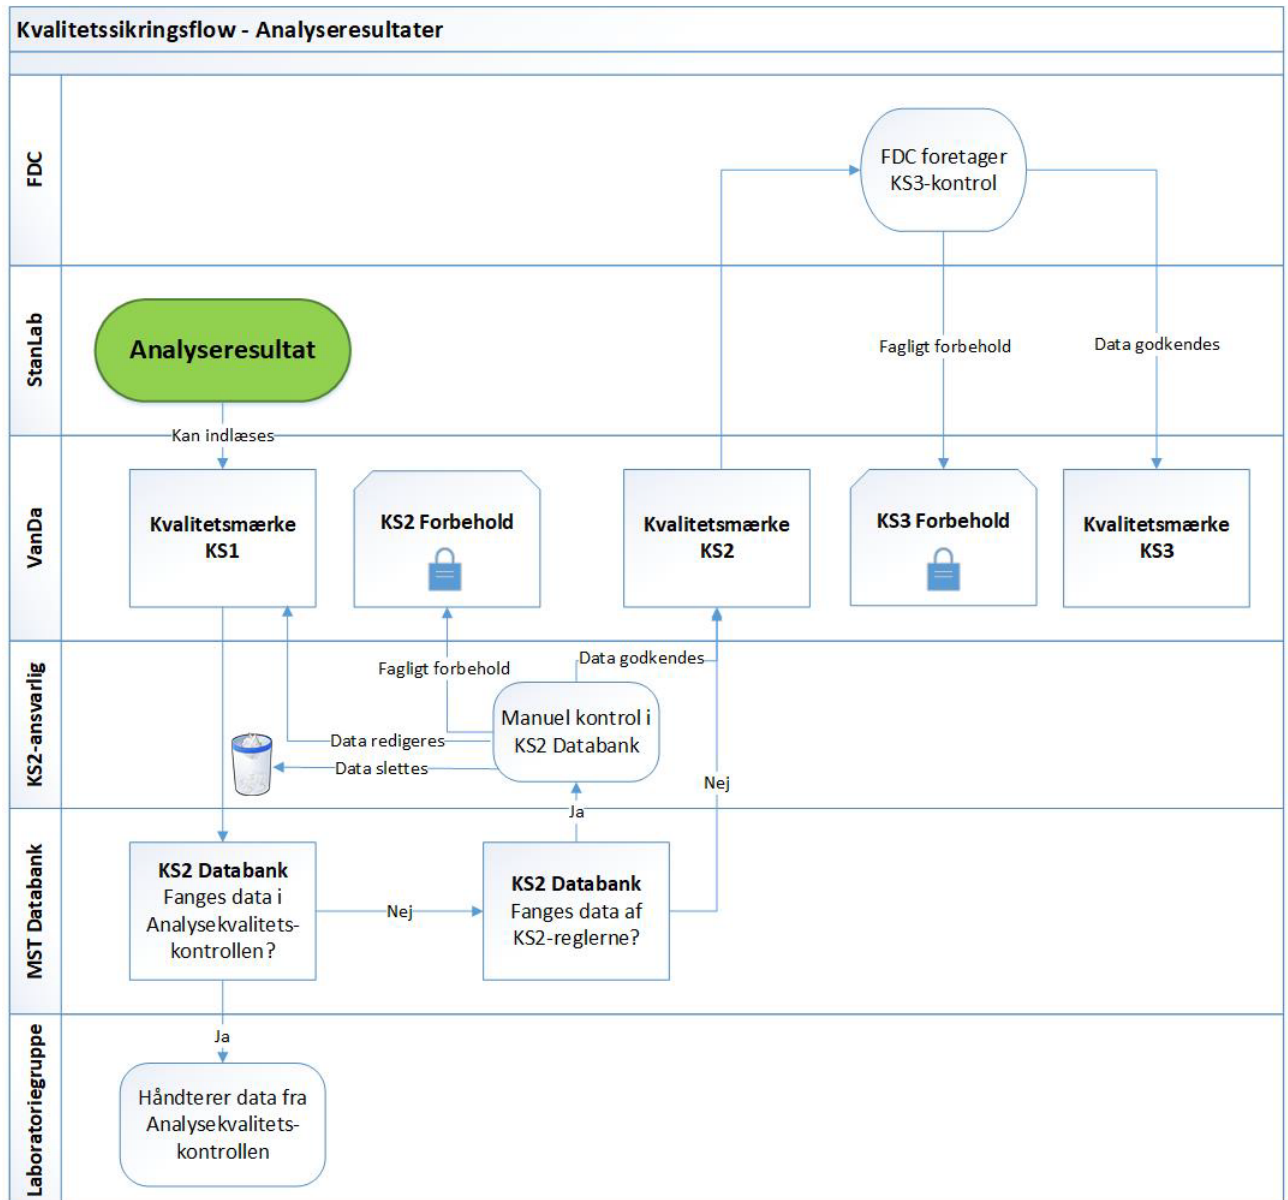 Kvalitetssikringsflow - Analyseresultater
FDC
FDC foretager
KS3-kontrol
StanLab
Analyseresultat
Fagligt forbehold
Data godkendes
Kan indlæses
VanDa
Kvalitetsmærke
KS1
KS2 Forbehold
Kvalitetsmærke
KS2
KS3 Forbehold
Kvalitetsmærke
KS3
KS2-ansvarlig
Data godkendes
Fagligt forbehold
Manuel kontrol i
KS2 Databank
Data redigeres
Data slettes
Nej
Ja
MST Databank
KS2 Databank
Fanges data i
Analysekvalitets-
kontrollen?
Nej
KS2 Databank
Fanges data af
KS2-reglerne?
Ja
Laboratoriegruppe
Håndterer data fra
Analysekvalitets-
kontrollen